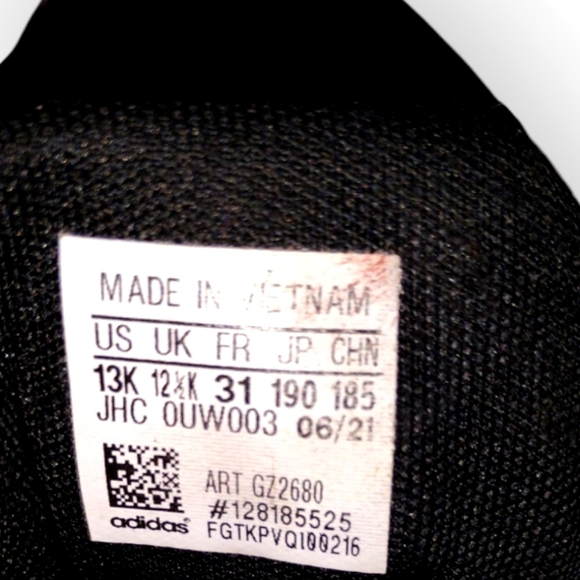 MADE IN VIETNAM
US UK FR JP CHN
13K 12½K 31 190 185
JHC 0UW003 06/21
ART GZ2680
#128185525
adidas FGTKPVQ100216